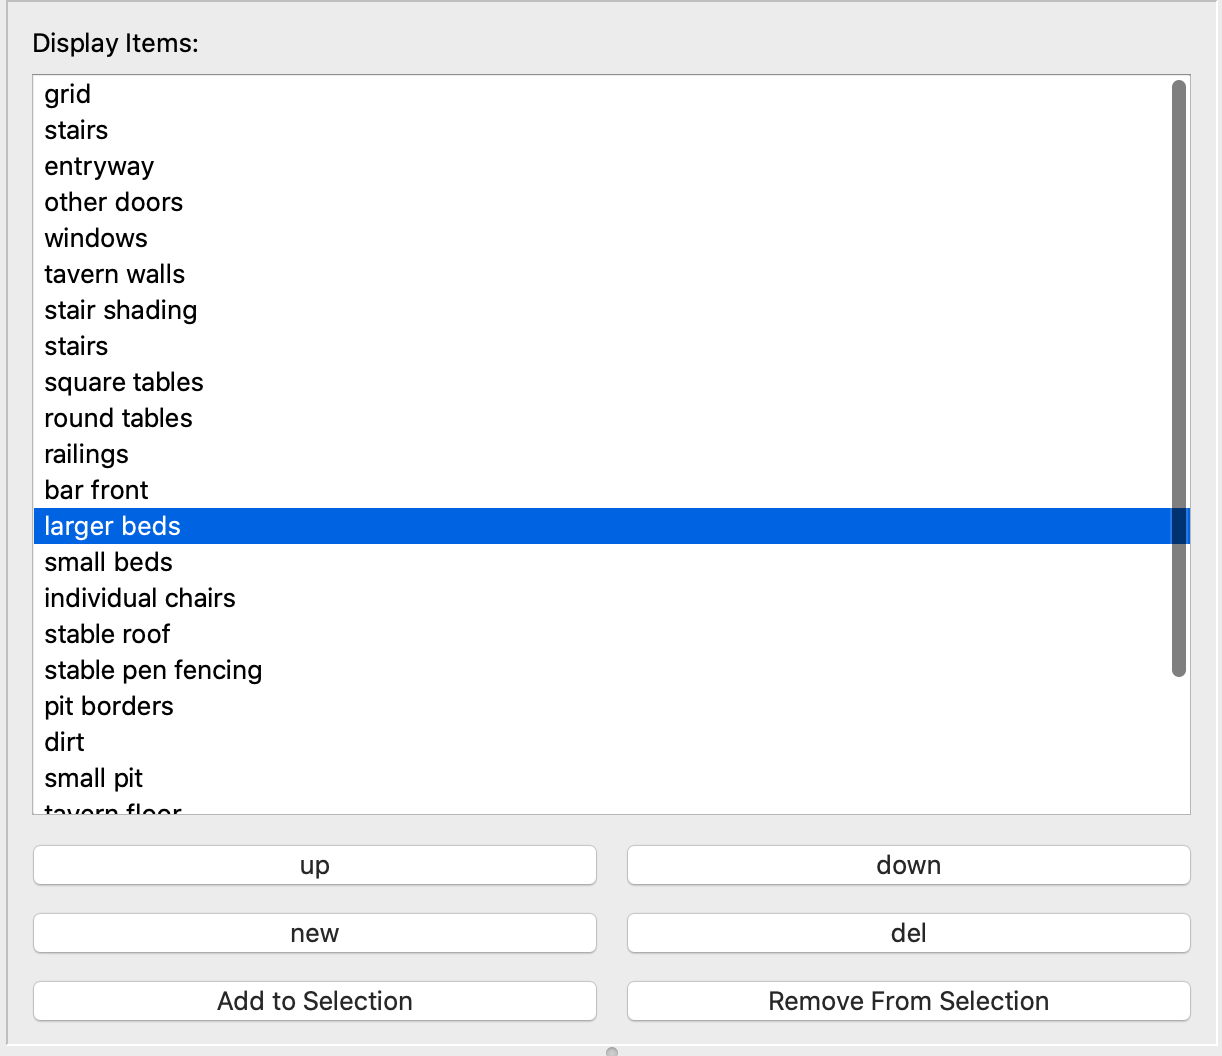 Display Items:
grid
stairs
entryway
other doors
windows
tavern walls
stair shading
stairs
square tables
round tables
railings
bar front
larger beds
small beds
individual chairs
stable roof
stable pen fencing
pit borders
dirt
small pit
tavern floor
up
down
new
del
Add to Selection
Remove From Selection